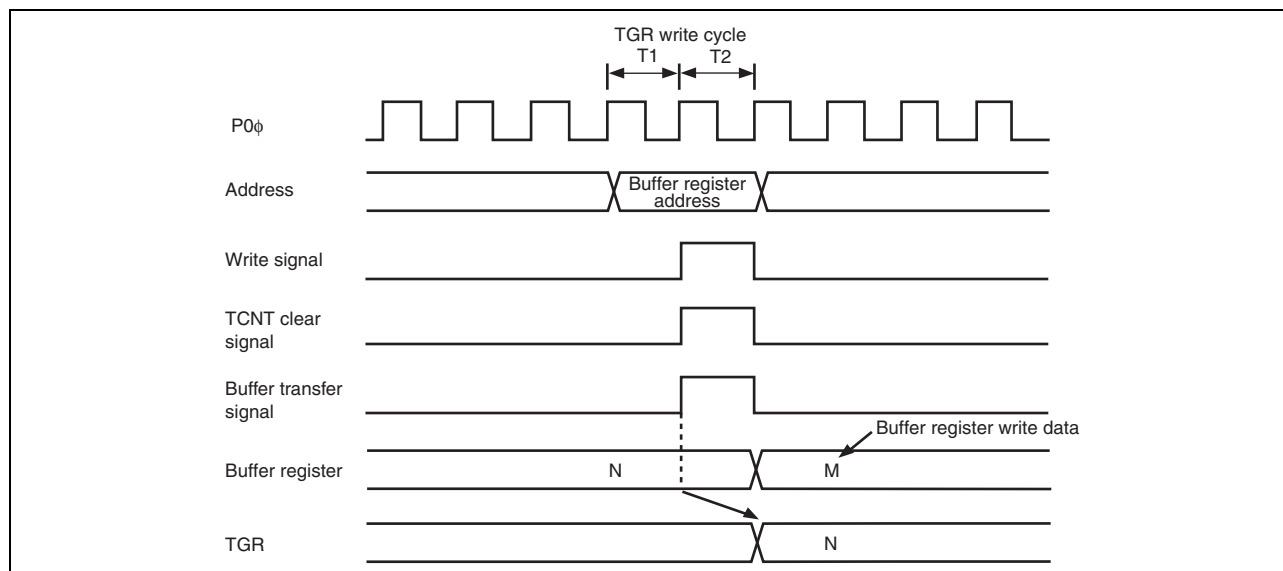 TGR write cycle
T1 T2
P0ϕ
Address
Buffer register
address
Write signal
TCNT clear
signal
Buffer transfer
signal
Buffer register write data
Buffer register
N
M
TGR
N